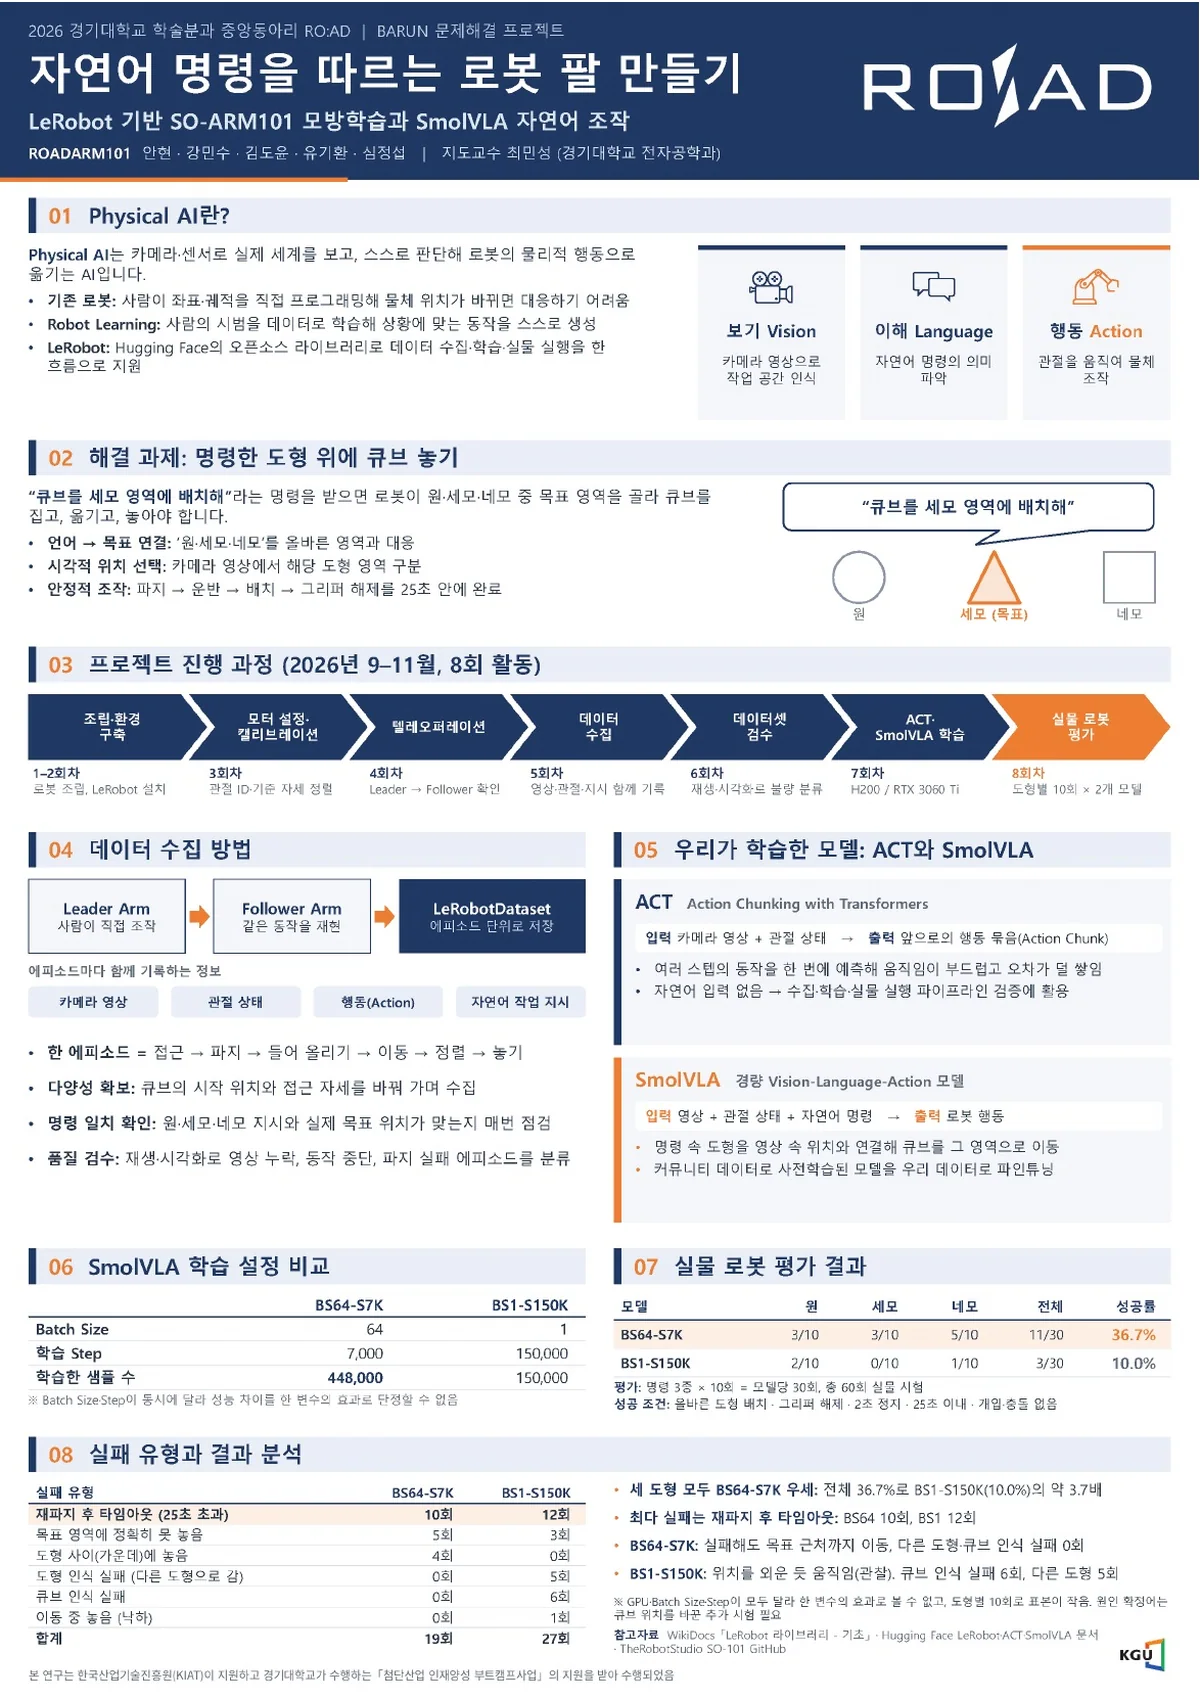 2026 경기대학교 학술분과 중앙동아리 RO:AD | BARUN 문제해결 프로젝트
자연어 명령을 따르는 로봇 팔 만들기
LeRobot 기반 SO-ARM101 모방학습과 SmolVLA 자연어 조작
ROADARM101 안현 · 강민수 · 김도윤 · 유기환 · 심정섭 | 지도교수 최민성 (경기대학교 전자공학과)
ROAD
01 Physical AI란?
Physical AI는 카메라·센서로 실제 세계를 보고, 스스로 판단해 로봇의 물리적 행동으로
옮기는 AI입니다.
• 기존 로봇: 사람이 좌표·궤적을 직접 프로그래밍해 물체 위치가 바뀌면 대응하기 어려움
• Robot Learning: 사람의 시범을 데이터로 학습해 상황에 맞는 동작을 스스로 생성
• LeRobot: Hugging Face의 오픈소스 라이브러리로 데이터 수집·학습·실물 실행을 한
흐름으로 지원
보기 Vision
카메라 영상으로
작업 공간 인식
이해 Language
자연어 명령의 의미
파악
행동 Action
관절을 움직여 물체
조작
02 해결 과제: 명령한 도형 위에 큐브 놓기
“큐브를 세모 영역에 배치해”라는 명령을 받으면 로봇이 원·세모·네모 중 목표 영역을 골라 큐브를
집고, 옮기고, 놓아야 합니다.
• 언어 → 목표 연결: ‘원·세모·네모’를 올바른 영역과 대응
• 시각적 위치 선택: 카메라 영상에서 해당 도형 영역 구분
• 안정적 조작: 파지 → 운반 → 배치 → 그리퍼 해제를 25초 안에 완료
“큐브를 세모 영역에 배치해”
원
세모 (목표)
네모
03 프로젝트 진행 과정 (2026년 9–11월, 8회 활동)
조립·환경
구축
모터 설정·
캘리브레이션
텔레오퍼레이션
데이터
수집
데이터셋
검수
ACT·
SmolVLA 학습
실물 로봇
평가
1–2회차
로봇 조립, LeRobot 설치
3회차
관절 ID·기준 자세 정렬
4회차
Leader → Follower 확인
5회차
영상·관절·지시 함께 기록
6회차
재생·시각화로 불량 분류
7회차
H200 / RTX 3060 Ti
8회차
도형별 10회 × 2개 모델
04 데이터 수집 방법
Leader Arm
사람이 직접 조작
Follower Arm
같은 동작을 재현
LeRobotDataset
에피소드 단위로 저장
에피소드마다 함께 기록하는 정보
카메라 영상
관절 상태
행동(Action)
자연어 작업 지시
• 한 에피소드 = 접근 → 파지 → 들어 올리기 → 이동 → 정렬 → 놓기
• 다양성 확보: 큐브의 시작 위치와 접근 자세를 바꿔 가며 수집
• 명령 일치 확인: 원·세모·네모 지시와 실제 목표 위치가 맞는지 매번 점검
• 품질 검수: 재생·시각화로 영상 누락, 동작 중단, 파지 실패 에피소드를 분류
05 우리가 학습한 모델: ACT와 SmolVLA
ACT Action Chunking with Transformers
입력 카메라 영상 + 관절 상태 → 출력 앞으로의 행동 묶음(Action Chunk)
• 여러 스텝의 동작을 한 번에 예측해 움직임이 부드럽고 오차가 덜 쌓임
• 자연어 입력 없음 → 수집·학습·실물 실행 파이프라인 검증에 활용
SmolVLA 경량 Vision-Language-Action 모델
입력 영상 + 관절 상태 + 자연어 명령 → 출력 로봇 행동
• 명령 속 도형을 영상 속 위치와 연결해 큐브를 그 영역으로 이동
• 커뮤니티 데이터로 사전학습된 모델을 우리 데이터로 파인튜닝
06 SmolVLA 학습 설정 비교
BS64-S7K BS1-S150K
Batch Size 64 1
학습 Step 7,000 150,000
학습한 샘플 수 448,000 150,000
※ Batch Size·Step이 동시에 달라 성능 차이를 한 변수의 효과로 단정할 수 없음
07 실물 로봇 평가 결과
모델 원 세모 네모 전체 성공률
BS64-S7K 3/10 3/10 5/10 11/30 36.7%
BS1-S150K 2/10 0/10 1/10 3/30 10.0%
평가: 명령 3종 × 10회 = 모델당 30회, 총 60회 실물 시험
성공 조건: 올바른 도형 배치 · 그리퍼 해제 · 2초 정지 · 25초 이내 · 개입·충돌 없음
08 실패 유형과 결과 분석
실패 유형 BS64-S7K BS1-S150K
재파지 후 타임아웃 (25초 초과) 10회 12회
목표 영역에 정확히 못 놓음 5회 3회
도형 사이(가운데)에 놓음 4회 0회
도형 인식 실패 (다른 도형으로 감) 0회 5회
큐브 인식 실패 0회 6회
이동 중 놓음 (낙하) 0회 1회
합계 19회 27회
• 세 도형 모두 BS64-S7K 우세: 전체 36.7%로 BS1-S150K(10.0%)의 약 3.7배
• 최다 실패는 재파지 후 타임아웃: BS64 10회, BS1 12회
• BS64-S7K: 실패해도 목표 근처까지 이동, 다른 도형·큐브 인식 실패 0회
• BS1-S150K: 위치를 외운 듯 움직임(관찰). 큐브 인식 실패 6회, 다른 도형 5회
※ GPU·Batch Size·Step이 모두 달라 한 변수의 효과로 볼 수 없고, 도형별 10회로 표본이 작음. 원인 확정에는
큐브 위치를 바꾼 추가 시험 필요
참고자료 WikiDocs「LeRobot 라이브러리 - 기초」· Hugging Face LeRobot·ACT·SmolVLA 문서
· TheRobotStudio SO-101 GitHub
KGU
본 연구는 한국산업기술진흥원(KIAT)이 지원하고 경기대학교가 수행하는「첨단산업 인재양성 부트캠프사업」의 지원을 받아 수행되었음